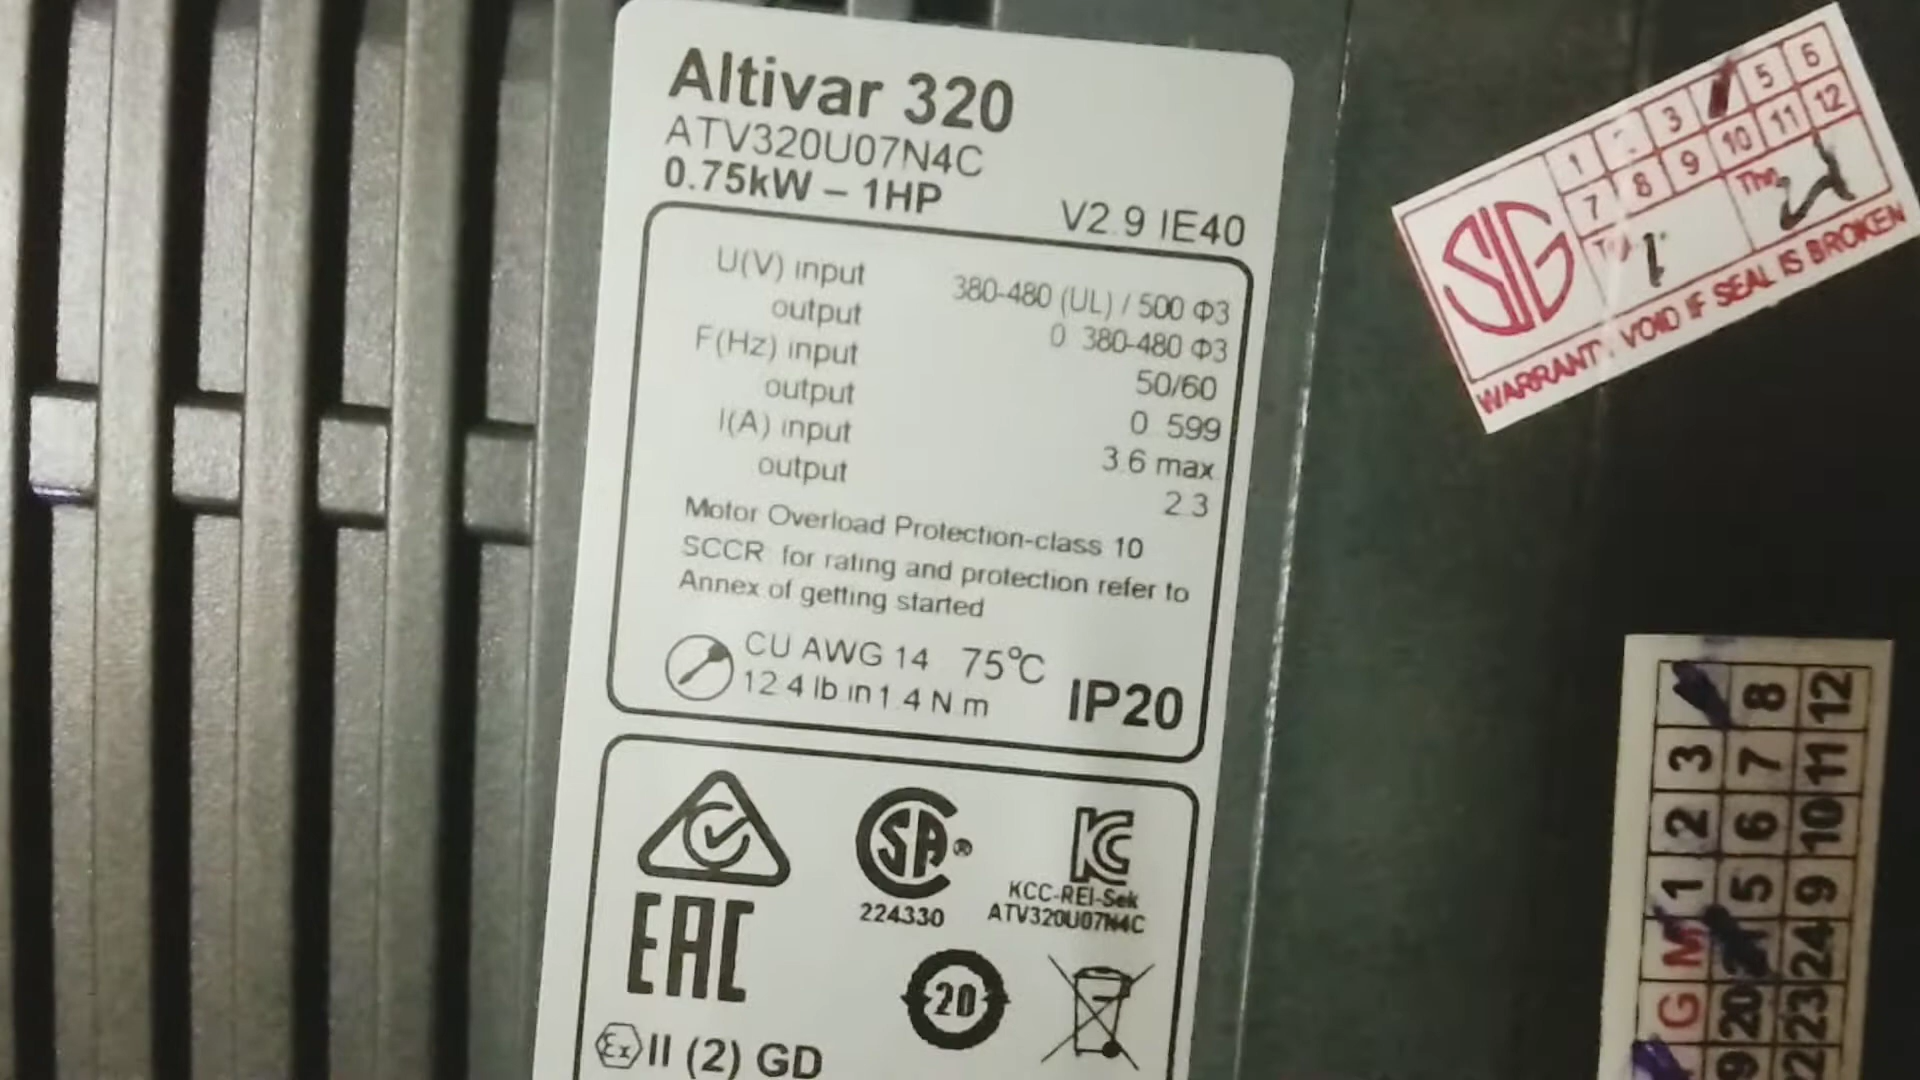 Altivar 320
ATV320U07N4C
0.75kW – 1HP
V2.9 IE40
U(V) input 380-480 (UL) / 500 Φ3
output 0 380-480 Φ3
F(Hz) input 50/60
output 0 599
I(A) input 3.6 max
output 2.3
Motor Overload Protection-class 10
SCCR for rating and protection refer to
Annex of getting started
CU AWG 14 75°C
12.4 lb in 1.4 N m
IP20
SA®
224330
KC
KCC-REI-Sek
ATV320U07N4C
EAC
20
Ex II (2) GD
SIG
1 3 5 6
7 8 9 10 11 12
WARRANTY VOID IF SEAL IS BROKEN
G M 1 2 3
20 5 6 7 8
23 24 9 10 11 12